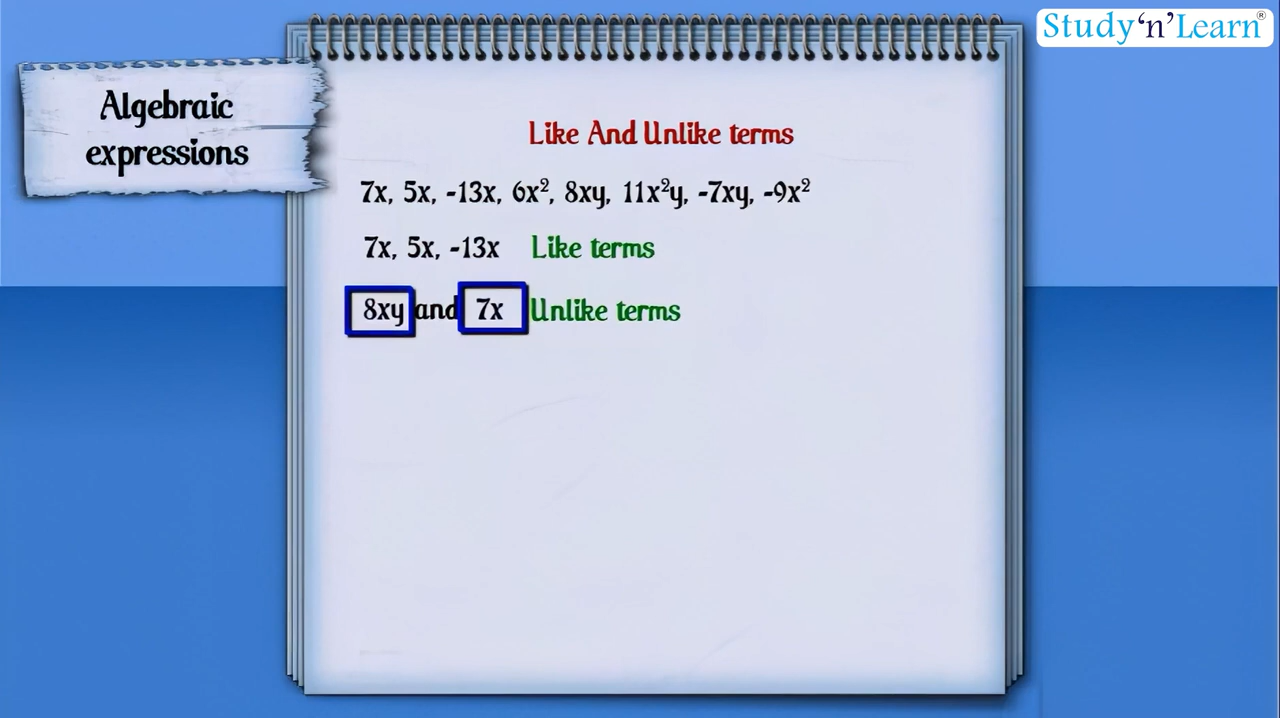 Study‘n’Learn®
Algebraic
expressions
Like And Unlike terms
7x, 5x, -13x, 6x², 8xy, 11x²y, -7xy, -9x²
7x, 5x, -13x Like terms
8xy and 7x Unlike terms